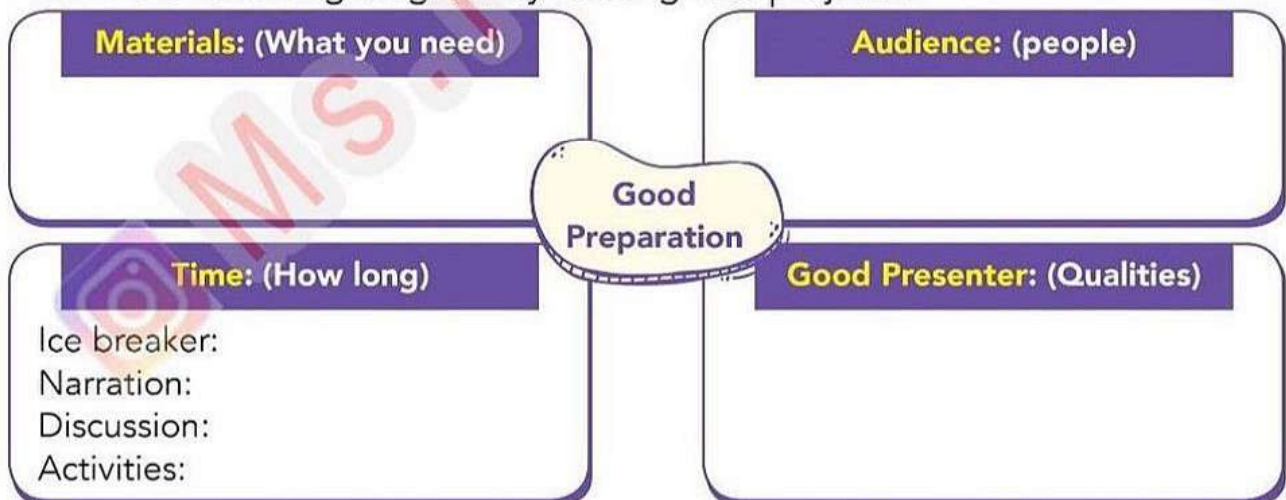 Materials: (What you need)
Audience: (people)
Good
Preparation
Time: (How long)
Ice breaker:
Narration:
Discussion:
Activities:
Good Presenter: (Qualities)
Ms.